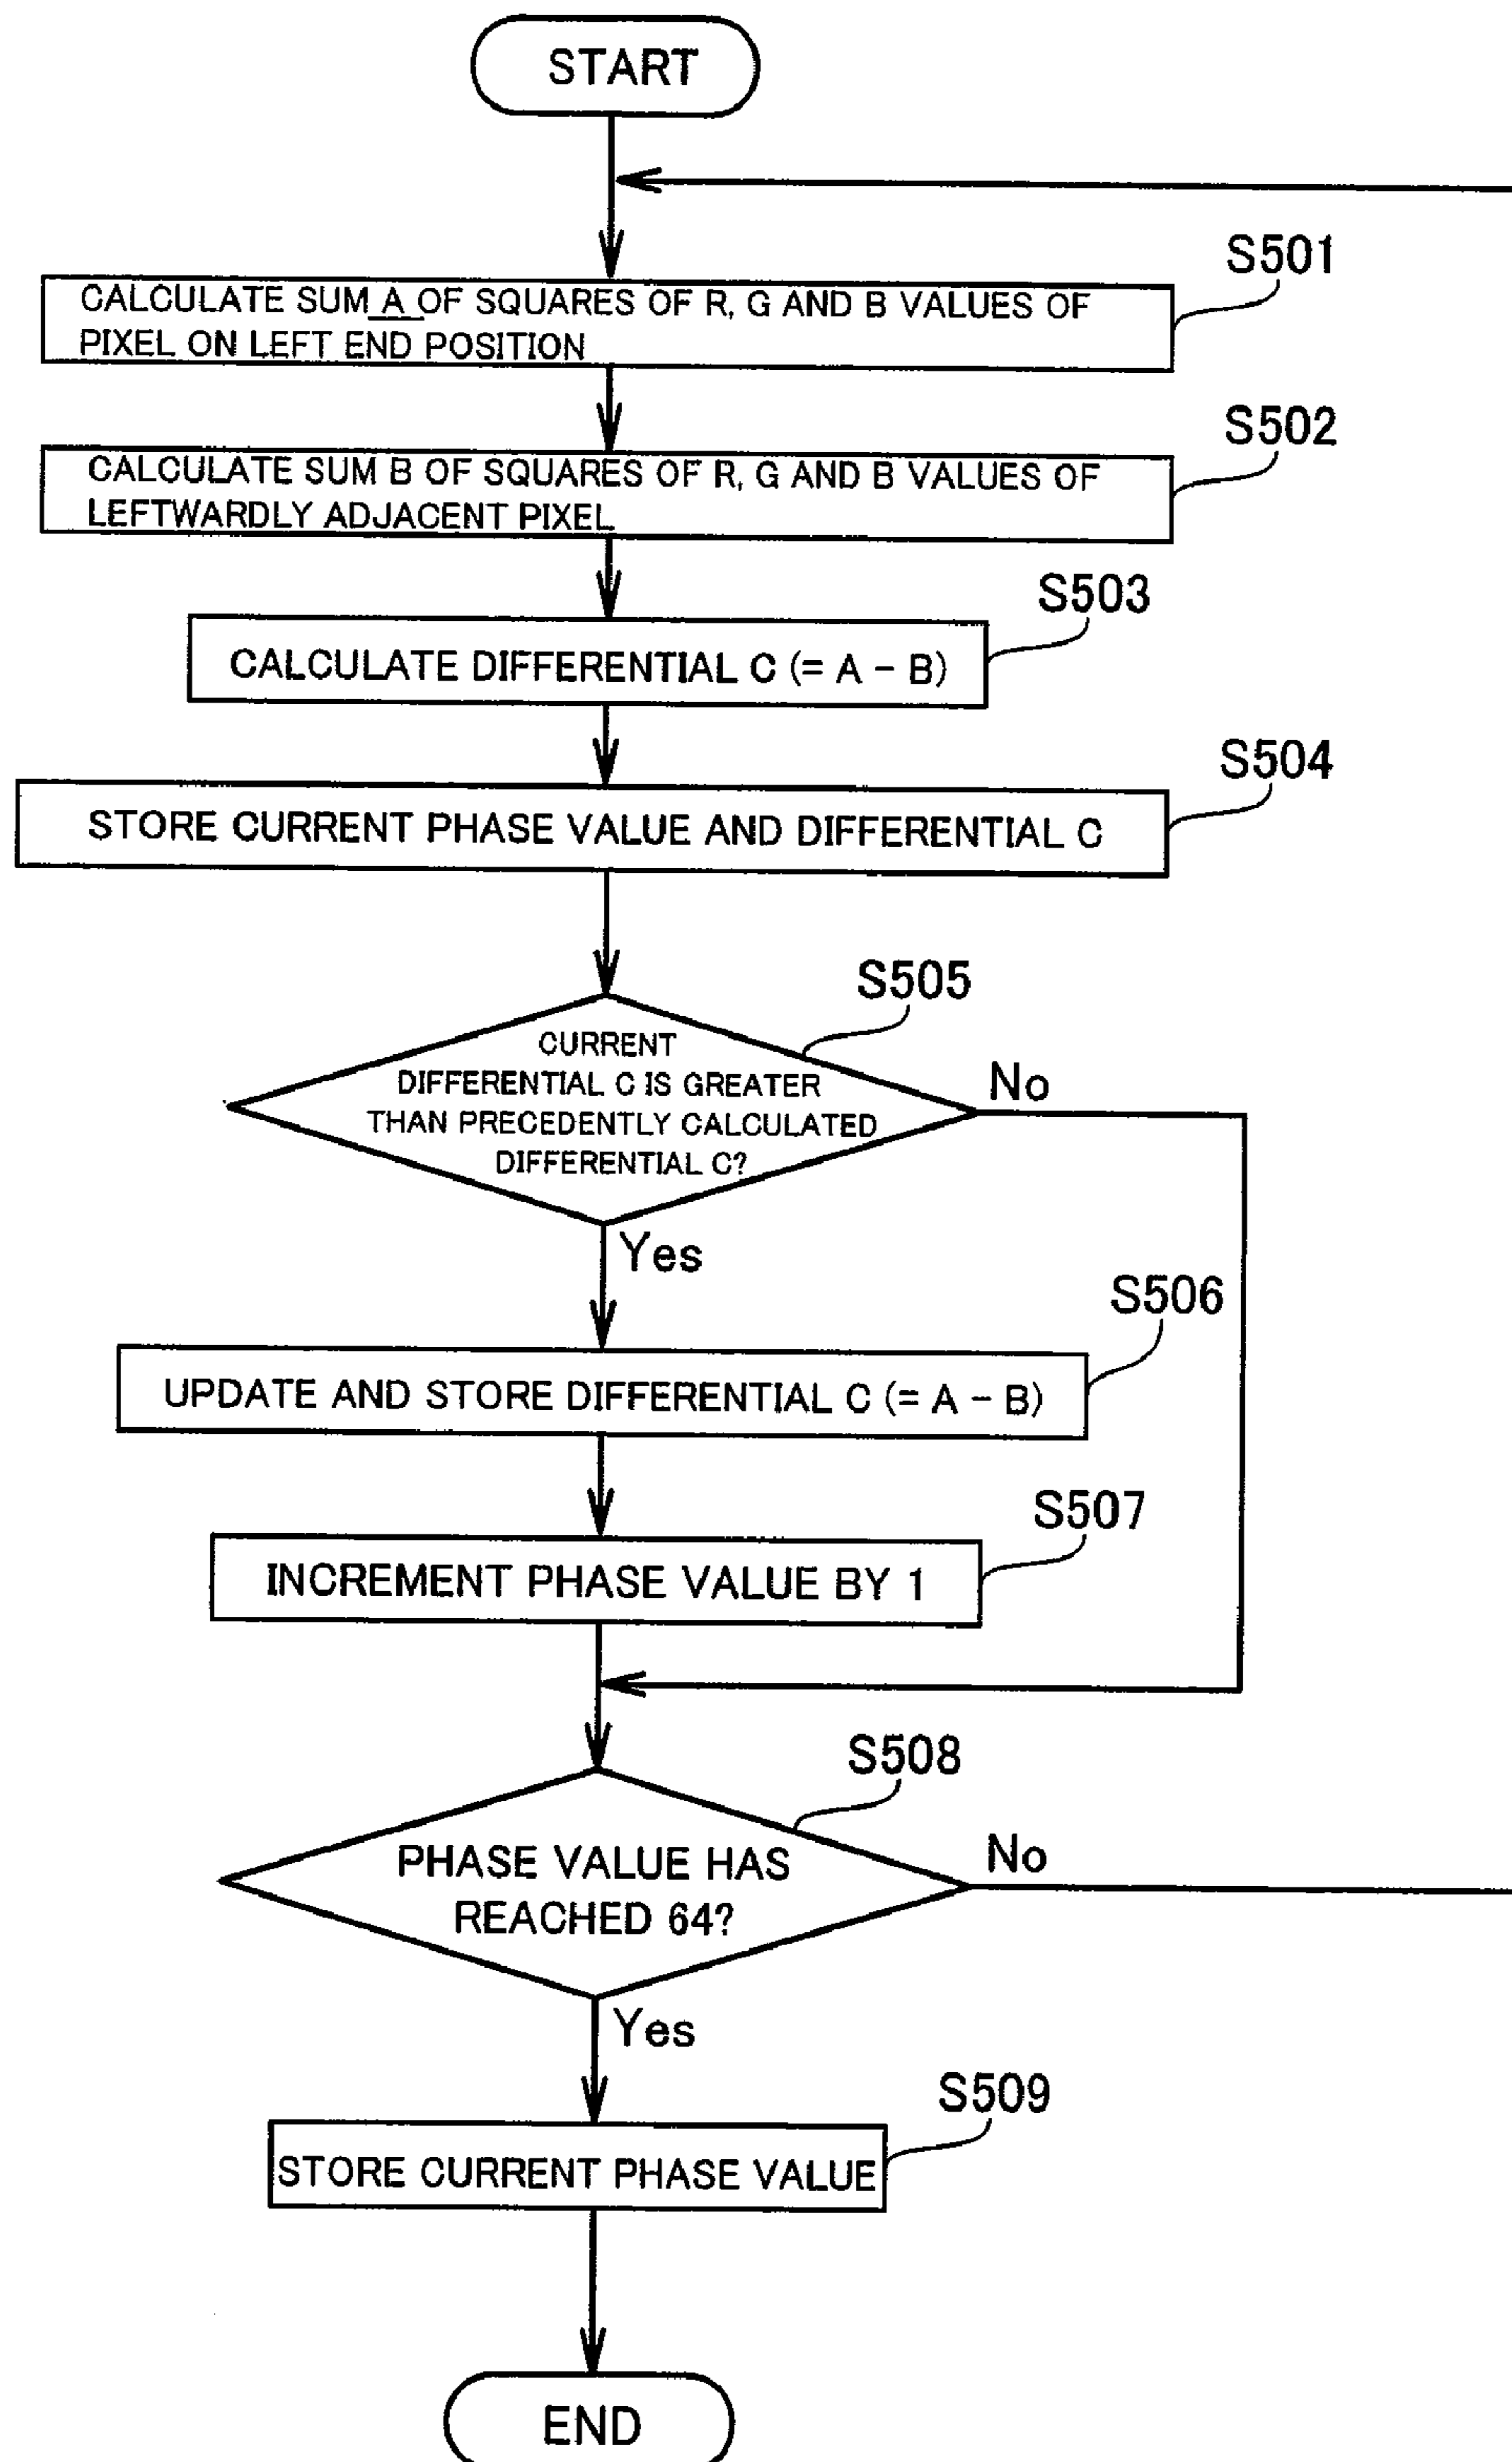 START
S501
CALCULATE SUM A OF SQUARES OF R, G AND B VALUES OF
PIXEL ON LEFT END POSITION
S502
CALCULATE SUM B OF SQUARES OF R, G AND B VALUES OF
LEFTWARDLY ADJACENT PIXEL
S503
CALCULATE DIFFERENTIAL C (= A - B)
S504
STORE CURRENT PHASE VALUE AND DIFFERENTIAL C
S505
CURRENT
DIFFERENTIAL C IS GREATER
THAN PRECEDENTLY CALCULATED
DIFFERENTIAL C?
No
Yes
S506
UPDATE AND STORE DIFFERENTIAL C (= A - B)
S507
INCREMENT PHASE VALUE BY 1
S508
PHASE VALUE HAS
REACHED 64?
No
Yes
S509
STORE CURRENT PHASE VALUE
END